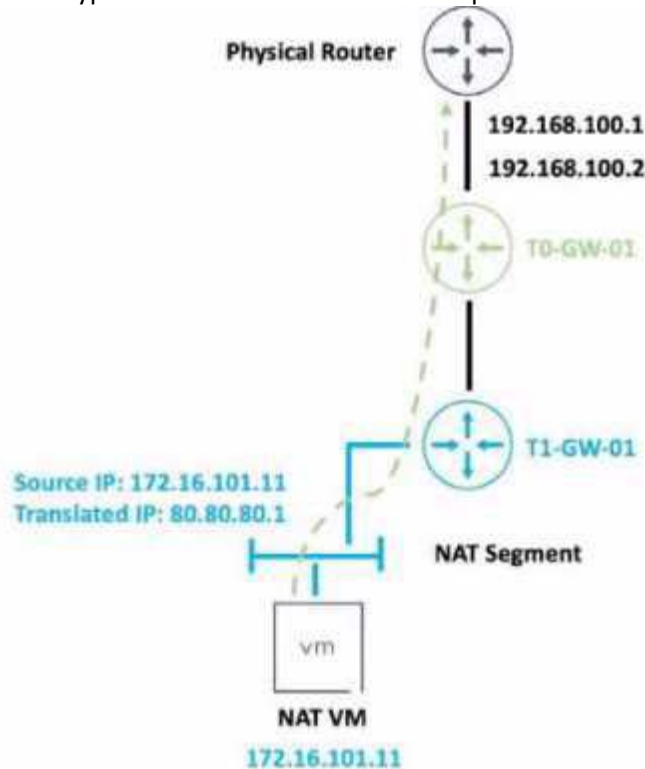 Physical Router
192.168.100.1
192.168.100.2
T0-GW-01
T1-GW-01
Source IP: 172.16.101.11
Translated IP: 80.80.80.1
NAT Segment
vm
NAT VM
172.16.101.11